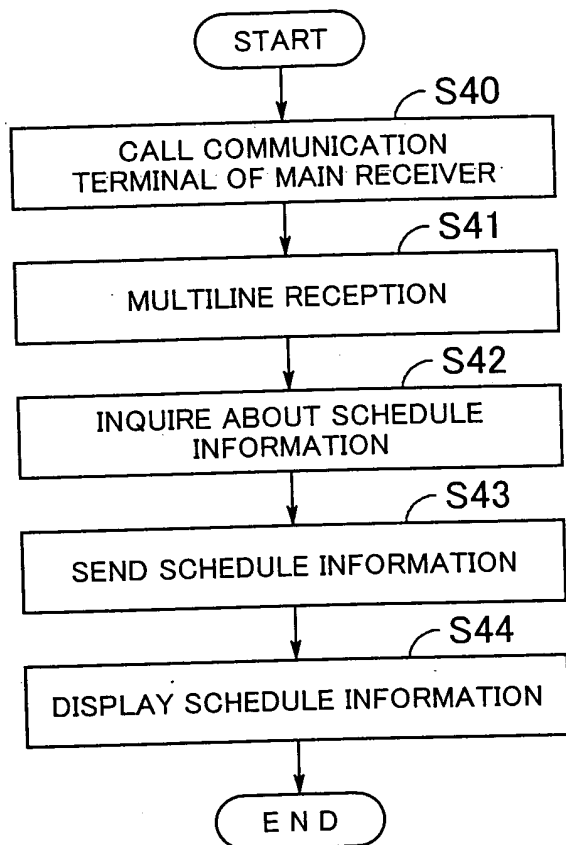 START
S40
CALL COMMUNICATION
TERMINAL OF MAIN RECEIVER
S41
MULTILINE RECEPTION
S42
INQUIRE ABOUT SCHEDULE
INFORMATION
S43
SEND SCHEDULE INFORMATION
S44
DISPLAY SCHEDULE INFORMATION
END